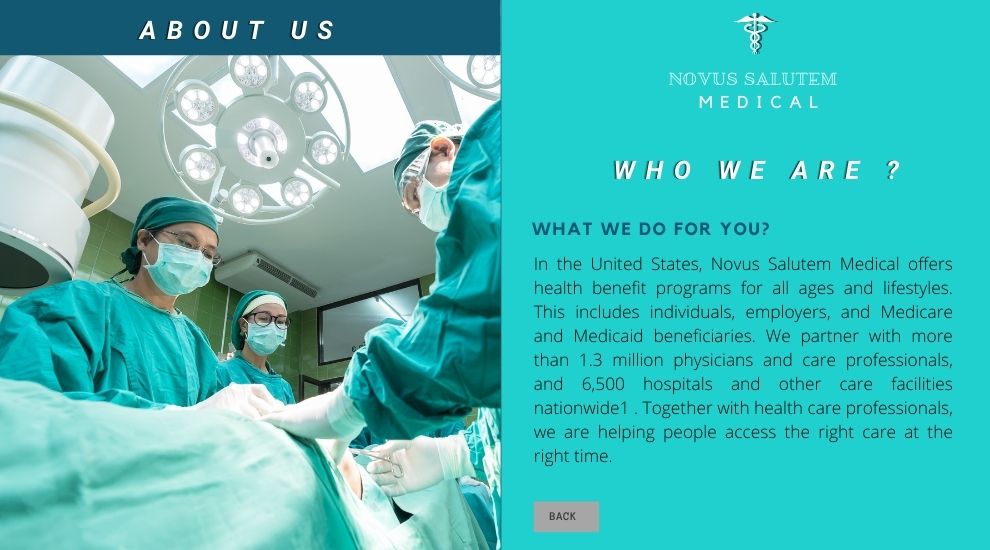 ABOUT US
NOVUS SALUTEM
MEDICAL
WHO WE ARE ?
WHAT WE DO FOR YOU?
In the United States, Novus Salutem Medical offers
health benefit programs for all ages and lifestyles.
This includes individuals, employers, and Medicare
and Medicaid beneficiaries. We partner with more
than 1.3 million physicians and care professionals,
and 6,500 hospitals and other care facilities
nationwide1 . Together with health care professionals,
we are helping people access the right care at the
right time.
BACK